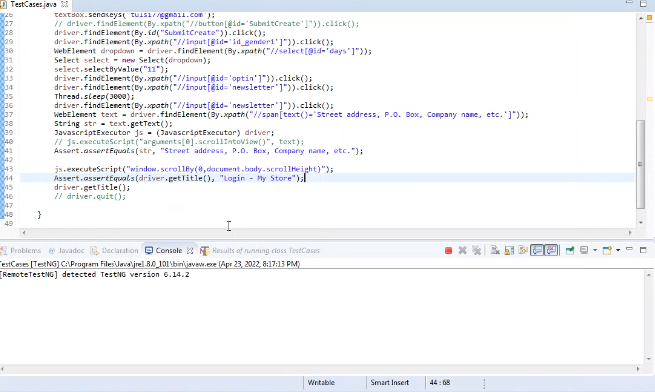 TestCases.java
26 textBox.sendKeys("tulsi77@gmail.com");
27 // driver.findElement(By.xpath("//button[@id='SubmitCreate']")).click();
28 driver.findElement(By.id("SubmitCreate")).click();
29 driver.findElement(By.xpath("//input[@id='id_gender1']")).click();
30 WebElement dropdown = driver.findElement(By.xpath("//select[@id='days']"));
31 Select select = new Select(dropdown);
32 select.selectByValue("11");
33 driver.findElement(By.xpath("//input[@id='optin']")).click();
34 driver.findElement(By.xpath("//input[@id='newsletter']")).click();
35 Thread.sleep(3000);
36 driver.findElement(By.xpath("//input[@id='newsletter']")).click();
37 WebElement text = driver.findElement(By.xpath("//span[text()='Street address, P.O. Box, Company name, etc.']"));
38 String str = text.getText();
39 JavascriptExecutor js = (JavascriptExecutor) driver;
40 // js.executeScript("arguments[0].scrollIntoView()", text);
41 Assert.assertEquals(str, "Street address, P.O. Box, Company name, etc.");
42
43 js.executeScript("window.scrollBy(0,document.body.scrollHeight)");
44 Assert.assertEquals(driver.getTitle(), "Login - My Store");
45 driver.getTitle();
46 // driver.quit();
47
48 }
49
Problems Javadoc Declaration Console Results of running class TestCases
TestCases [TestNG] C:\Program Files\Java\jre1.8.0_101\bin\javaw.exe (Apr 23, 2022, 8:17:13 PM)
[RemoteTestNG] detected TestNG version 6.14.2
Writable Smart Insert 44 : 68